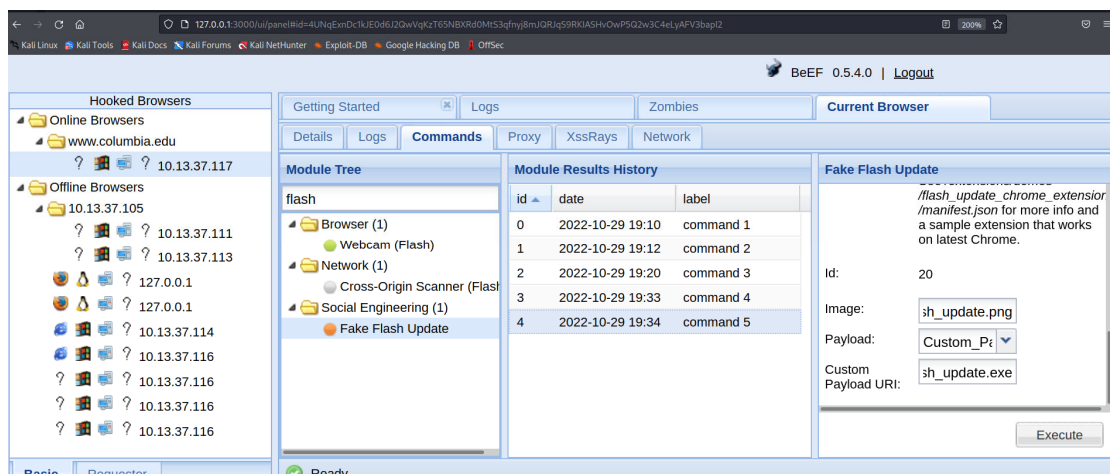 127.0.0.1:3000/ui/panel#id=4UNqExnDc1kJE0d6J2QwVqKzT65NBXRd0MtS3qfnyj8mJQRJqS9RKIASHvOwP5Q2w3C4eLyAFV3bapI2
200%
Kali Linux Kali Tools Kali Docs Kali Forums Kali NetHunter Exploit-DB Google Hacking DB OffSec
BeEF 0.5.4.0 | Logout
Hooked Browsers
Online Browsers
www.columbia.edu
? ? 10.13.37.117
Offline Browsers
10.13.37.105
? ? 10.13.37.111
? ? 10.13.37.113
? 127.0.0.1
? 127.0.0.1
? 10.13.37.114
? 10.13.37.116
? ? 10.13.37.116
? ? 10.13.37.116
? ? 10.13.37.116
Basic Requester
Getting Started Logs Zombies Current Browser
Details Logs Commands Proxy XssRays Network
Module Tree
flash
Browser (1)
Webcam (Flash)
Network (1)
Cross-Origin Scanner (Flash
Social Engineering (1)
Fake Flash Update
Module Results History
id date label
0 2022-10-29 19:10 command 1
1 2022-10-29 19:12 command 2
2 2022-10-29 19:20 command 3
3 2022-10-29 19:33 command 4
4 2022-10-29 19:34 command 5
Fake Flash Update
/flash_update_chrome_extension
/manifest.json for more info and
a sample extension that works
on latest Chrome.
Id: 20
Image: sh_update.png
Payload: Custom_Pa
Custom
Payload URI: sh_update.exe
Execute
Ready